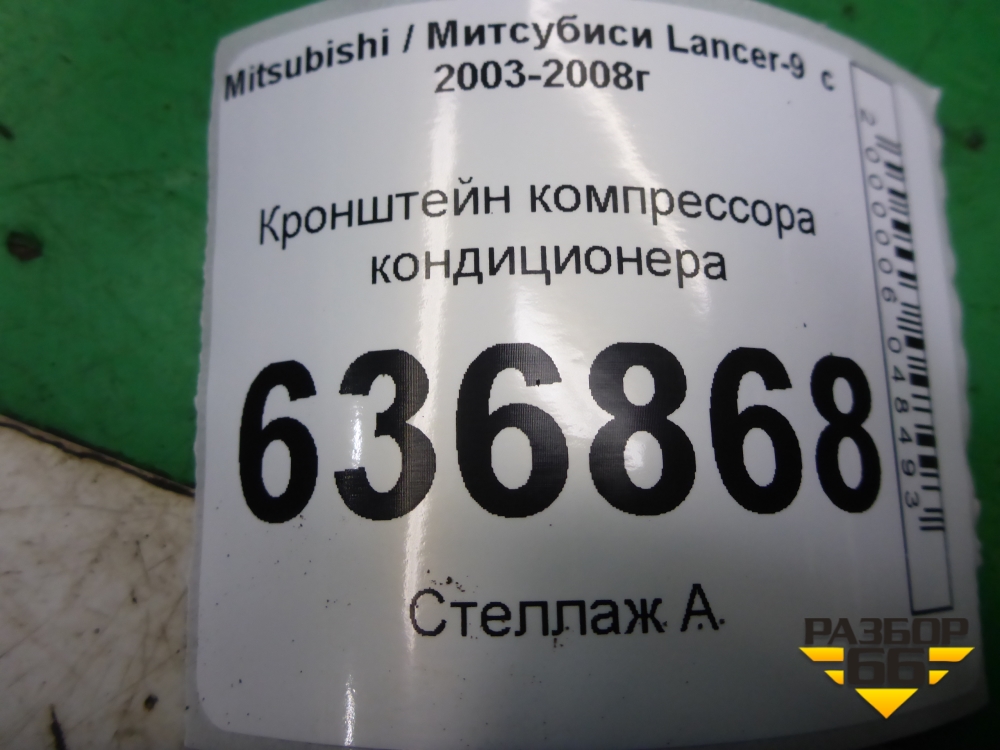 Mitsubishi / Митсубиси Lancer-9 с
2003-2008г
Кронштейн компрессора
кондиционера
636868
Стеллаж А
2000006048493
РАЗБОР
66